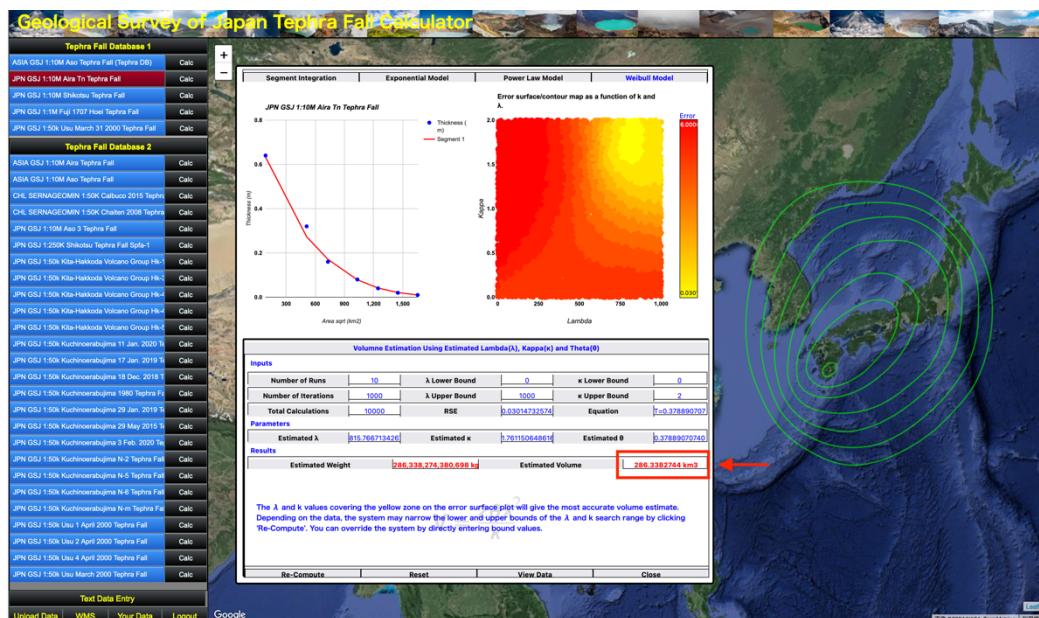 Geological Survey of Japan Tephra Fall Calculator
Tephra Fall Database 1
ASIA GSJ 1:10M Aso Tephra Fall (Tephra DB) Calc
JPN GSJ 1:10M Aira Tn Tephra Fall Calc
JPN GSJ 1:10M Shikotsu Tephra Fall Calc
JPN GSJ 1:1M Fuji 1707 Hoei Tephra Fall Calc
JPN GSJ 1:50k Usu March 31 2000 Tephra Fall Calc
Tephra Fall Database 2
ASIA GSJ 1:10M Aira Tephra Fall Calc
ASIA GSJ 1:10M Aso Tephra Fall Calc
CHL SERNAGEOMIN 1:50K Calbuco 2015 Tephra Calc
CHL SERNAGEOMIN 1:50K Chaiten 2008 Tephra Calc
JPN GSJ 1:10M Aso 3 Tephra Fall Calc
JPN GSJ 1:250K Shikotsu Tephra Fall Spfa-1 Calc
JPN GSJ 1:50k Kita-Hakkoda Volcano Group Hk-1 Calc
JPN GSJ 1:50k Kita-Hakkoda Volcano Group Hk- Calc
JPN GSJ 1:50k Kita-Hakkoda Volcano Group Hk- Calc
JPN GSJ 1:50k Kita-Hakkoda Volcano Group Hk- Calc
JPN GSJ 1:50k Kita-Hakkoda Volcano Group Hk- Calc
JPN GSJ 1:50k Kuchinoerabujima 11 Jan. 2020 Te Calc
JPN GSJ 1:50k Kuchinoerabujima 17 Jan. 2019 T Calc
JPN GSJ 1:50k Kuchinoerabujima 18 Dec. 2018 T Calc
JPN GSJ 1:50k Kuchinoerabujima 1980 Tephra Fa Calc
JPN GSJ 1:50k Kuchinoerabujima 29 Jan. 2019 T Calc
JPN GSJ 1:50k Kuchinoerabujima 29 May 2015 T Calc
JPN GSJ 1:50k Kuchinoerabujima 3 Feb. 2020 Te Calc
JPN GSJ 1:50k Kuchinoerabujima N-2 Tephra Fall Calc
JPN GSJ 1:50k Kuchinoerabujima N-5 Tephra Fall Calc
JPN GSJ 1:50k Kuchinoerabujima N-6 Tephra Fall Calc
JPN GSJ 1:50k Kuchinoerabujima N-m Tephra Fa Calc
JPN GSJ 1:50k Usu 1 April 2000 Tephra Fall Calc
JPN GSJ 1:50k Usu 2 April 2000 Tephra Fall Calc
JPN GSJ 1:50k Usu 4 April 2000 Tephra Fall Calc
JPN GSJ 1:50k Usu March 2000 Tephra Fall Calc
Text Data Entry
Upload Data WMS Your Data Logout
+
−
Segment Integration Exponential Model Power Law Model Weibull Model
JPN GSJ 1:10M Aira Tn Tephra Fall
Thickness (
m)
Segment 1
0.8
0.6
0.4
0.2
0.0
Thickness (m)
300 600 900 1,200 1,500
Area sqrt (km2)
Error surface/contour map as a function of k and
λ.
Error
6.000
0.030
2.0
1.5
1.0
0.5
0.0
Kappa
0 250 500 750 1,000
Lambda
Volumne Estimation Using Estimated Lambda(λ), Kappa(κ) and Theta(θ)
Inputs
Number of Runs 10 λ Lower Bound 0 κ Lower Bound 0
Number of Iterations 1000 λ Upper Bound 1000 κ Upper Bound 2
Total Calculations 10000 RSE 0.03014732574 Equation T=0.378890707
Parameters
Estimated λ 815.766713426 Estimated κ 1.761150648616 Estimated θ 0.37889070740
Results
Estimated Weight 286,338,274,380,698 kg Estimated Volume 286.3382744 km3
The λ and k values covering the yellow zone on the error surface plot will give the most accurate volume estimate.
Depending on the data, the system may narrow the lower and upper bounds of the λ and k search range by clicking
'Re-Compute'. You can override the system by directly entering bound values.
Re-Compute Reset View Data Close
Google
Leafl